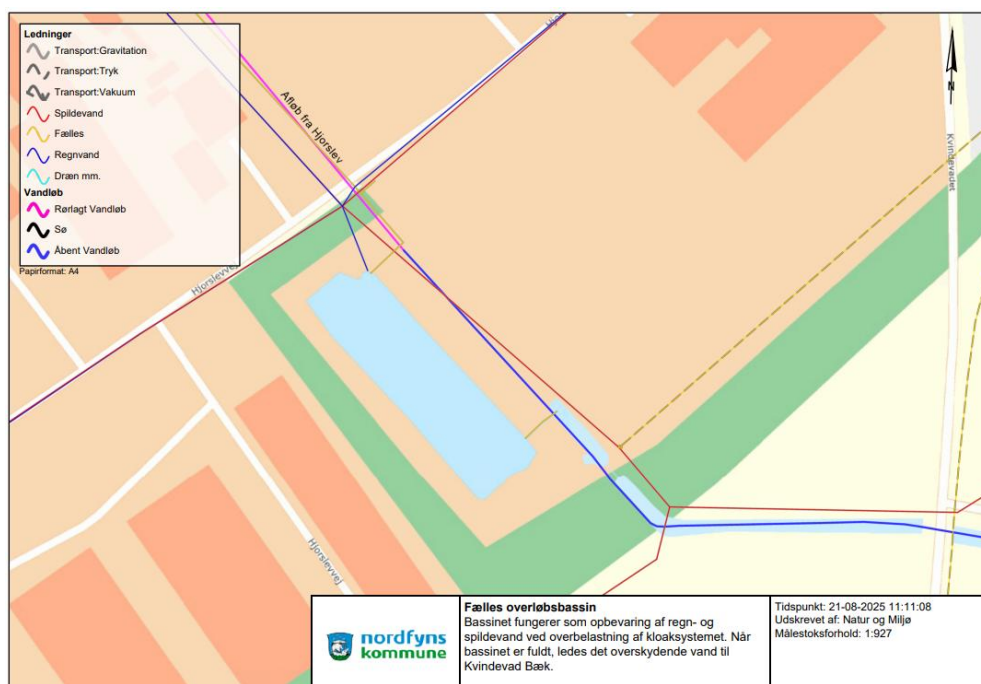 Ledninger
Transport:Gravitation
Transport:Tryk
Transport:Vakuum
Spildevand
Fælles
Regnvand
Dræn mm.
Vandløb
Rørlagt Vandløb
Sø
Åbent Vandløb
Papirformat: A4
Afløb fra Hjorslev
Hjorslevvej
Hjorslevvej
Kvindevadet
N
nordfyns
kommune
Fælles overløbsbassin
Bassinet fungerer som opbevaring af regn- og
spildevand ved overbelastning af kloaksystemet. Når
bassinet er fuldt, ledes det overskydende vand til
Kvindevad Bæk.
Tidspunkt: 21-08-2025 11:11:08
Udskrevet af: Natur og Miljø
Målestoksforhold: 1:927